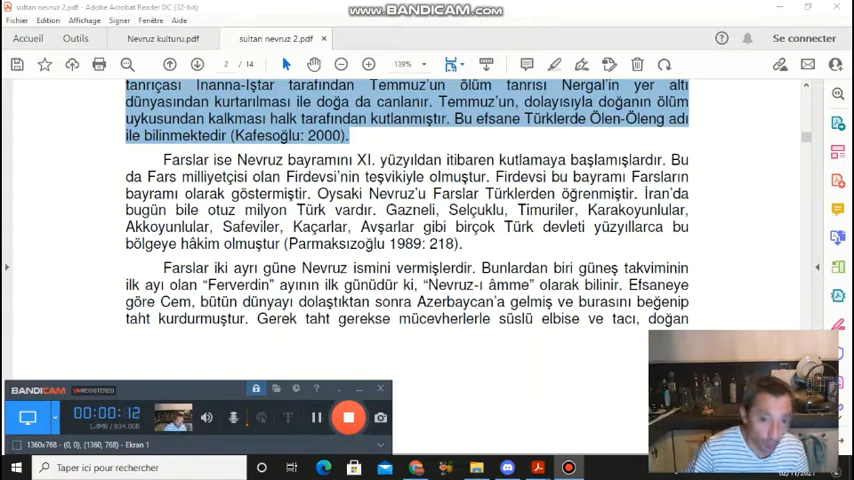 sultan nevruz 2.pdf - Adobe Acrobat Reader DC (32-bit)
WWW.BANDICAM.COM
Fichier Edition Affichage Signer Fenêtre Aide
Accueil Outils Nevruz kulturu.pdf sultan nevruz 2.pdf Se connecter
2 / 14 139%
tanrıçası İnanna-İştar tarafından Temmuz'un ölüm tanrısı Nergal'in yer altı
dünyasından kurtarılması ile doğa da canlanır. Temmuz'un, dolayısıyla doğanın ölüm
uykusundan kalkması halk tarafından kutlanmıştır. Bu efsane Türklerde Ölen-Öleng adı
ile bilinmektedir (Kafesoğlu: 2000).
Farslar ise Nevruz bayramını XI. yüzyıldan itibaren kutlamaya başlamışlardır. Bu
da Fars milliyetçisi olan Firdevsi'nin teşvikiyle olmuştur. Firdevsi bu bayramı Farsların
bayramı olarak göstermiştir. Oysaki Nevruz'u Farslar Türklerden öğrenmiştir. İran'da
bugün bile otuz milyon Türk vardır. Gazneli, Selçuklu, Timuriler, Karakoyunlular,
Akkoyunlular, Safeviler, Kaçarlar, Avşarlar gibi birçok Türk devleti yüzyıllarca bu
bölgeye hâkim olmuştur (Parmaksızoğlu 1989: 218).
Farslar iki ayrı güne Nevruz ismini vermişlerdir. Bunlardan biri güneş takviminin
ilk ayı olan “Ferverdin” ayının ilk günüdür ki, “Nevruz-ı âmme” olarak bilinir. Efsaneye
göre Cem, bütün dünyayı dolaştıktan sonra Azerbaycan'a gelmiş ve burasını beğenip
taht kurdurmuştur. Gerek taht gerekse mücevherlerle süslü elbise ve tacı, doğan
BANDICAM UNREGISTERED
00:00:12
1.8MB / 834.0GB
1360x768 - (0, 0), (1360, 768) - Ekran 1
Taper ici pour rechercher
02/11/2021